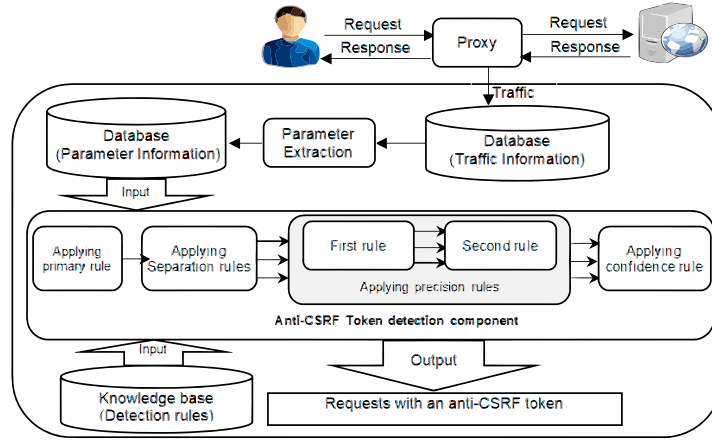 Request
Response
Proxy
Request
Response
Traffic
Database
(Parameter Information)
Parameter
Extraction
Database
(Traffic Information)
Input
Applying
primary rule
Applying
Separation rules
First rule
Second rule
Applying precision rules
Applying
confidence rule
Anti-CSRF Token detection component
Input
Output
Knowledge base
(Detection rules)
Requests with an anti-CSRF token